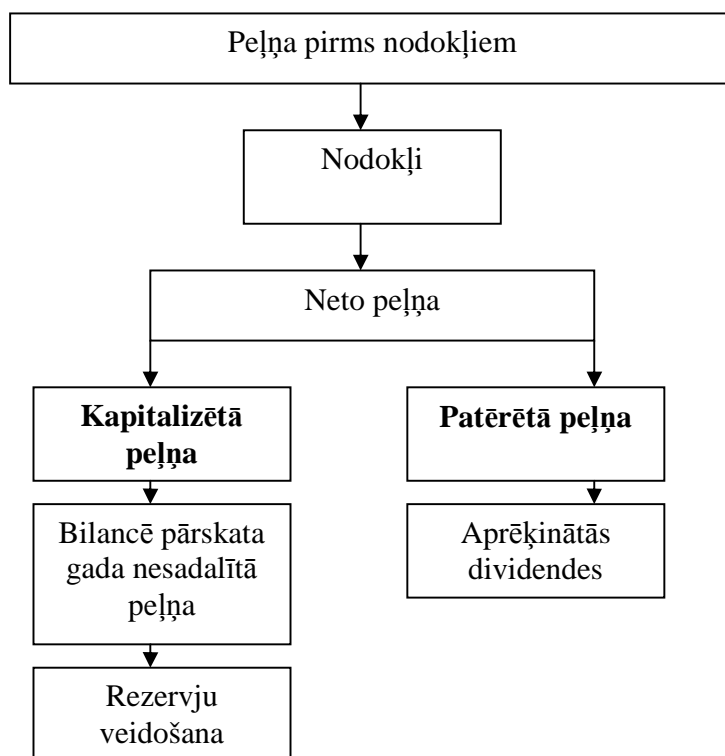 Peļņa pirms nodokļiem
Nodokļi
Neto peļņa
Kapitalizētā
peļņa
Patērētā peļņa
Bilancē pārskata
gada nesadalītā
peļņa
Aprēķinātās
dividendes
Rezervju
veidošana